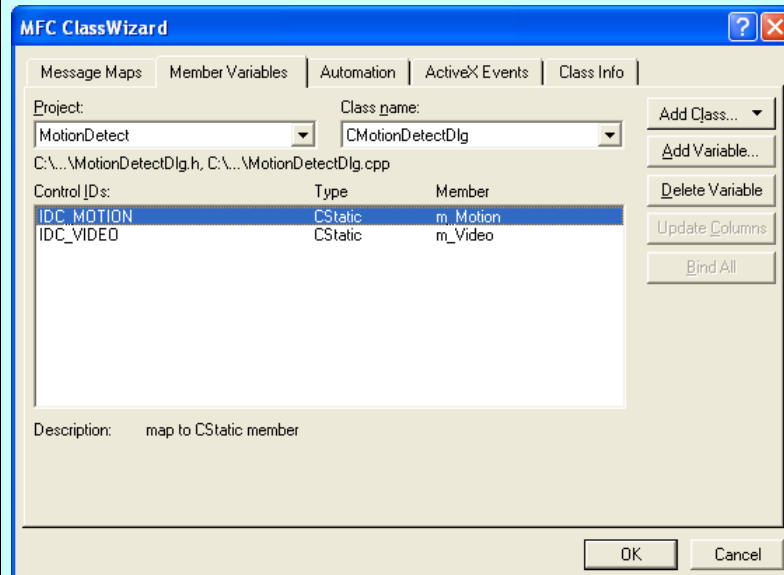 MFC ClassWizard
Message Maps Member Variables Automation ActiveX Events Class Info
Project: Class name:
MotionDetect CMotionDetectDlg
Add Class...
C:\...\MotionDetectDlg.h, C:\...\MotionDetectDlg.cpp
Add Variable...
Control IDs: Type Member
Delete Variable
IDC_MOTION CStatic m_Motion
IDC_VIDEO CStatic m_Video
Update Columns
Bind All
Description: map to CStatic member
OK Cancel